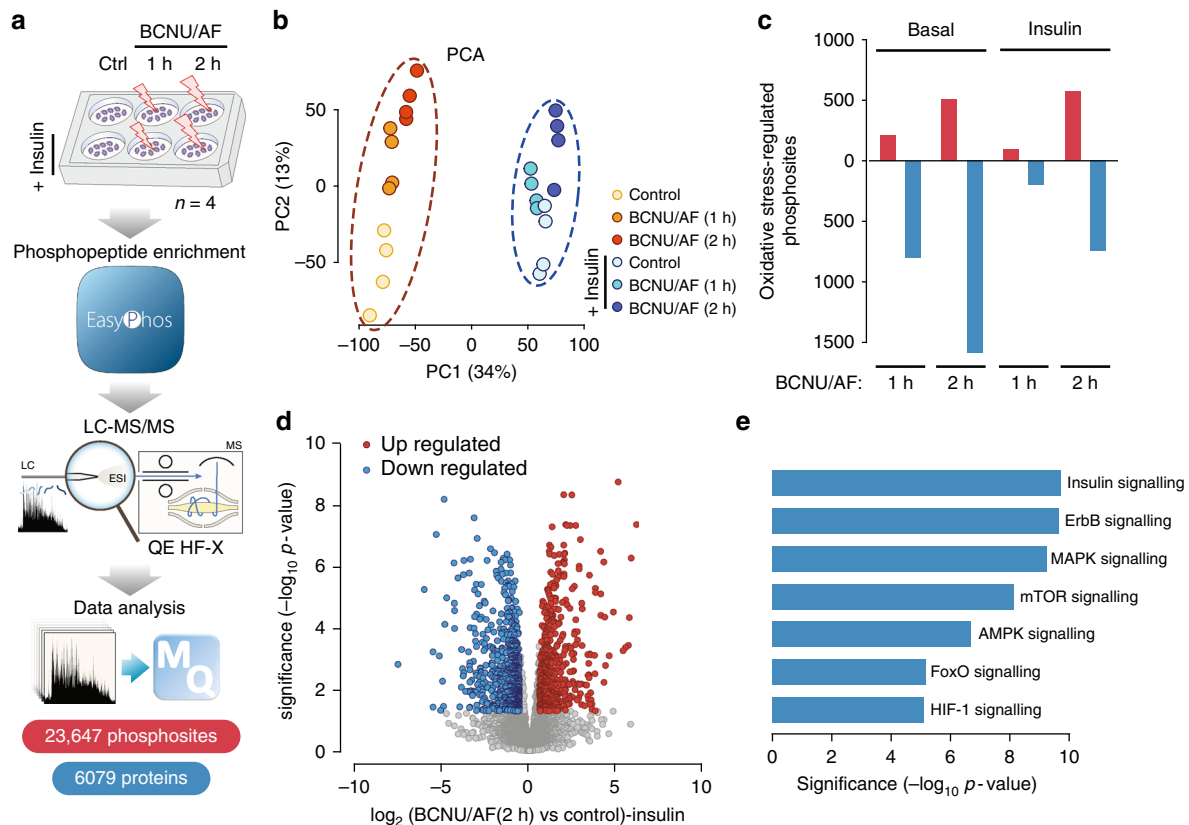 a
BCNU/AF
Ctrl 1 h 2 h
+ Insulin
n = 4
Phosphopeptide enrichment
EasyPhos
LC-MS/MS
LC
ESI
MS
QE HF-X
Data analysis
MQ
23,647 phosphosites
6079 proteins
b
PCA
PC2 (13%)
50
0
−50
−100 −50 0 50 100
PC1 (34%)
Control
BCNU/AF (1 h)
BCNU/AF (2 h)
+ Insulin
Control
BCNU/AF (1 h)
BCNU/AF (2 h)
c
Basal Insulin
Oxidative stress-regulated
phosphosites
1000
500
0
500
1000
1500
BCNU/AF: 1 h 2 h 1 h 2 h
d
Up regulated
Down regulated
significance (−log10 p-value)
10
8
6
4
2
0
−10 −5 0 5 10
log2 (BCNU/AF(2 h) vs control)-insulin
e
Insulin signalling
ErbB signalling
MAPK signalling
mTOR signalling
AMPK signalling
FoxO signalling
HIF-1 signalling
0 2 4 6 8 10
Significance (−log10 p-value)